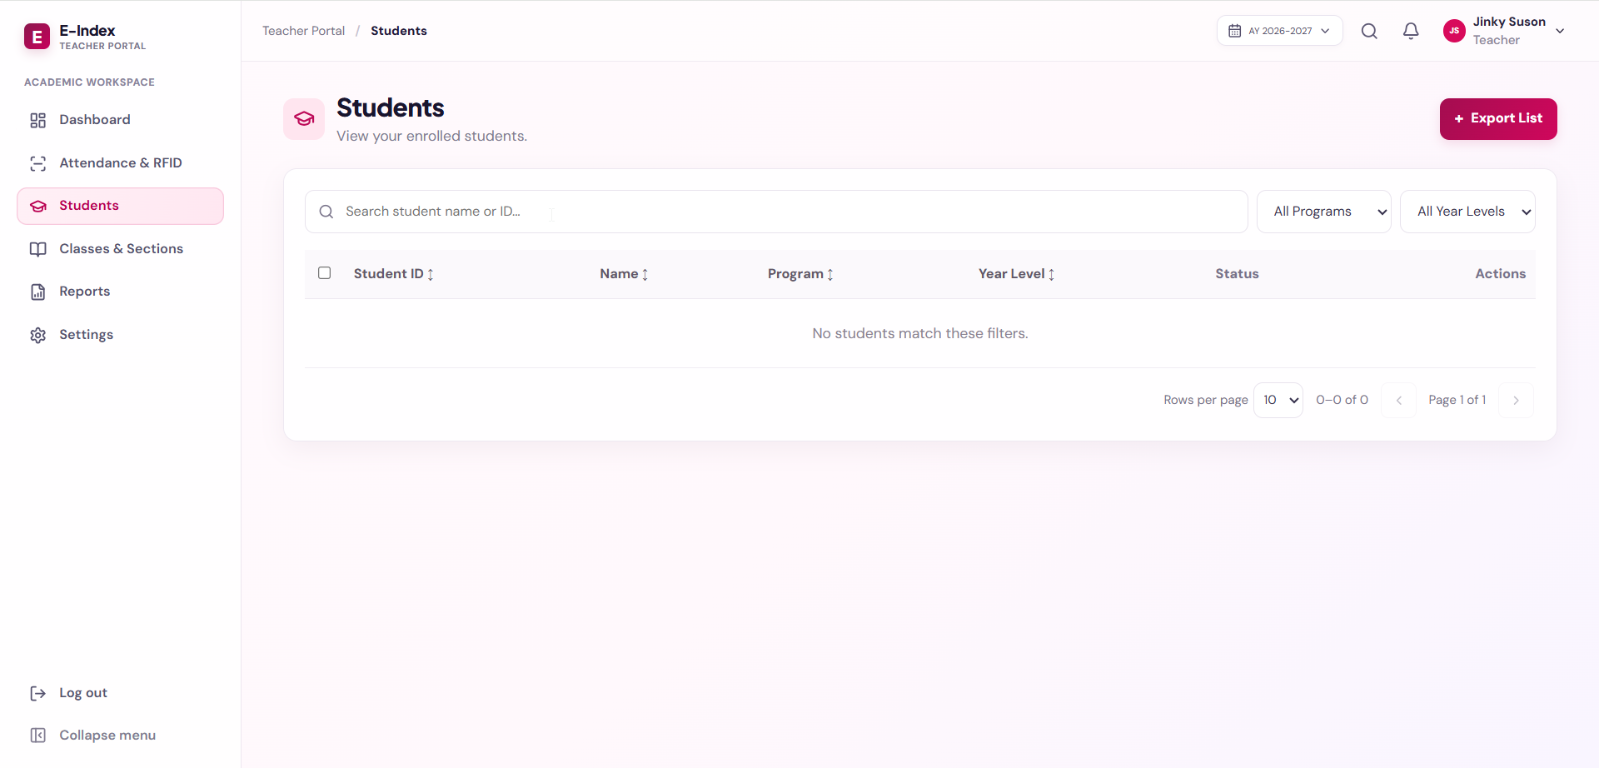 E
E-Index
TEACHER PORTAL
ACADEMIC WORKSPACE
Dashboard
Attendance & RFID
Students
Classes & Sections
Reports
Settings
Log out
Collapse menu
Teacher Portal / Students
AY 2026-2027
JS
Jinky Suson
Teacher
Students
View your enrolled students.
+ Export List
Search student name or ID...
All Programs
All Year Levels
Student ID Name Program Year Level Status Actions
No students match these filters.
Rows per page 10 0–0 of 0 Page 1 of 1